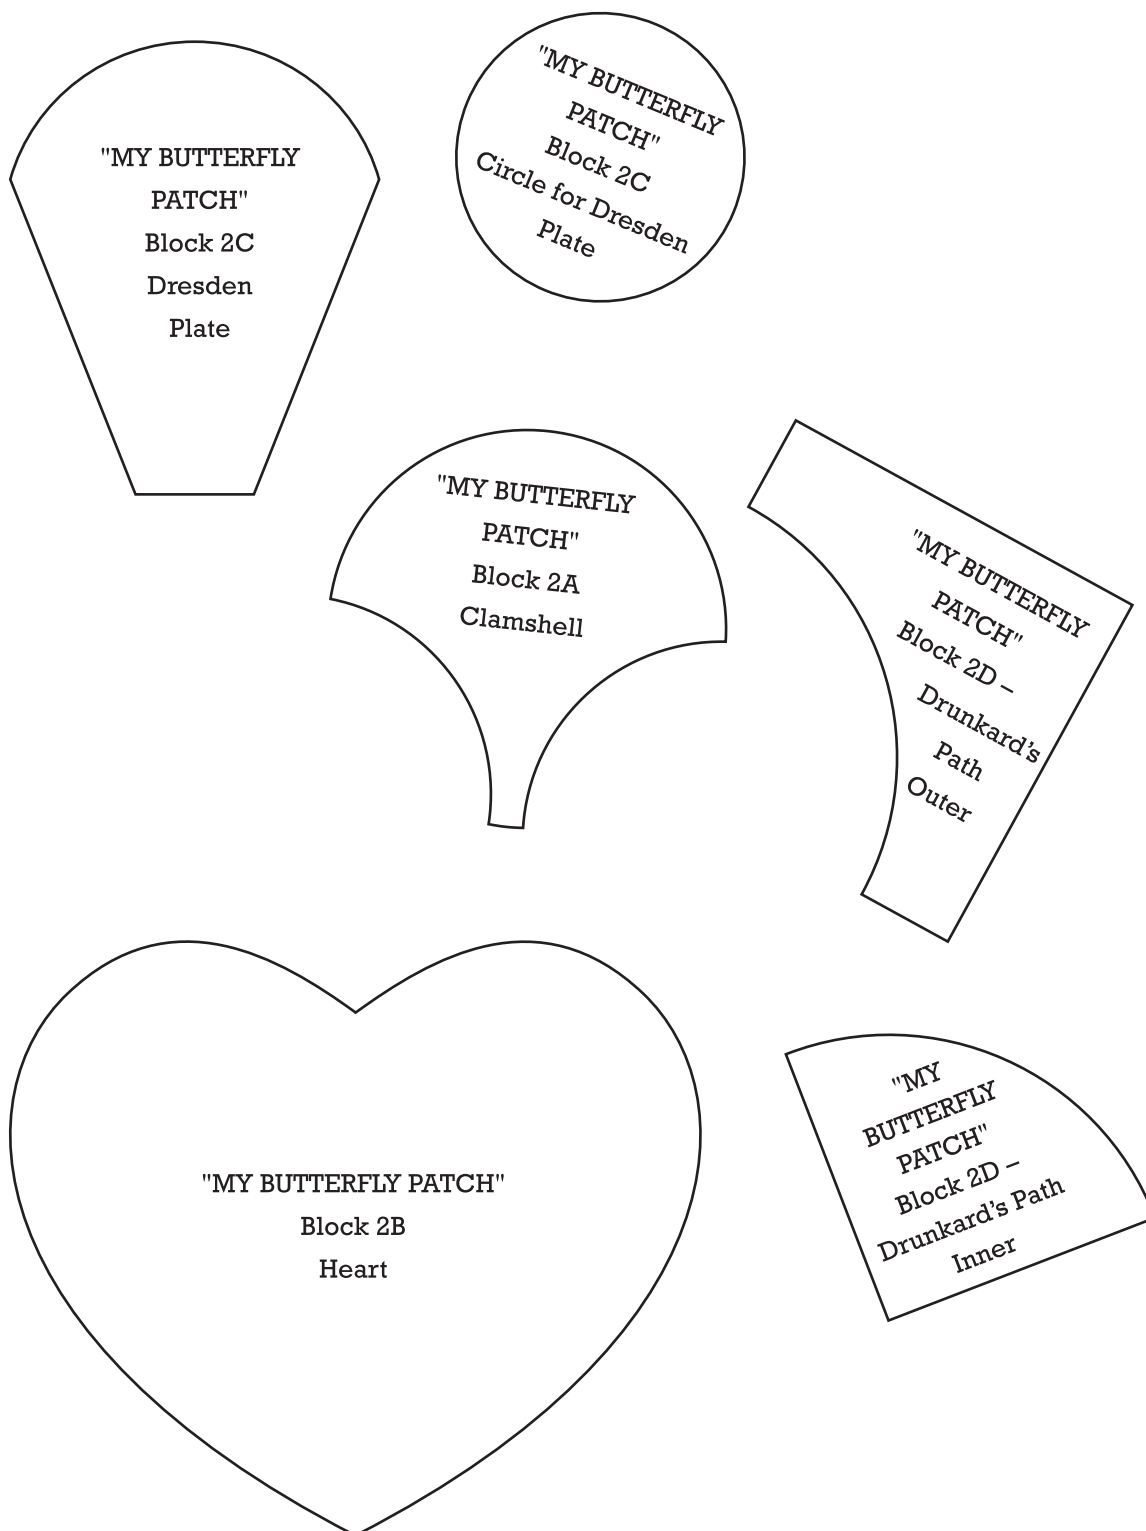 "MY BUTTERFLY
PATCH"
Block 2C
Dresden
Plate
"MY BUTTERFLY
PATCH"
Block 2C
Circle for Dresden
Plate
"MY BUTTERFLY
PATCH"
Block 2A
Clamshell
"MY BUTTERFLY
PATCH"
Block 2D –
Drunkard’s
Path
Outer
"MY BUTTERFLY PATCH"
Block 2B
Heart
"MY
BUTTERFLY
PATCH"
Block 2D –
Drunkard’s Path
Inner